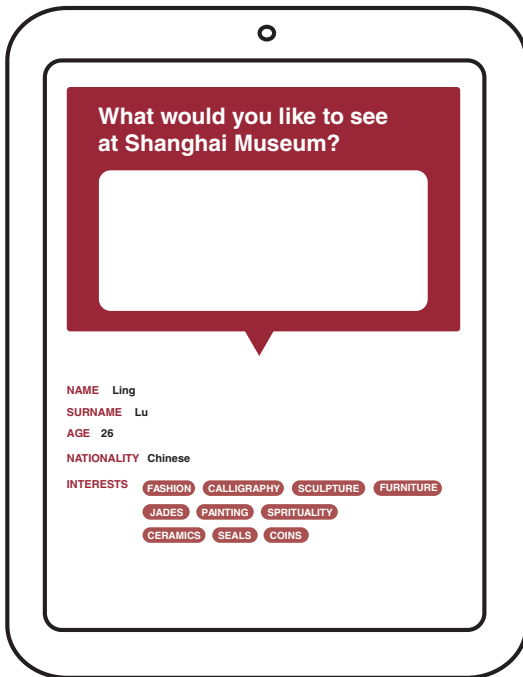 What would you like to see
at Shanghai Museum?
NAME Ling
SURNAME Lu
AGE 26
NATIONALITY Chinese
INTERESTS FASHION CALLIGRAPHY SCULPTURE FURNITURE
JADES PAINTING SPRITUALITY
CERAMICS SEALS COINS